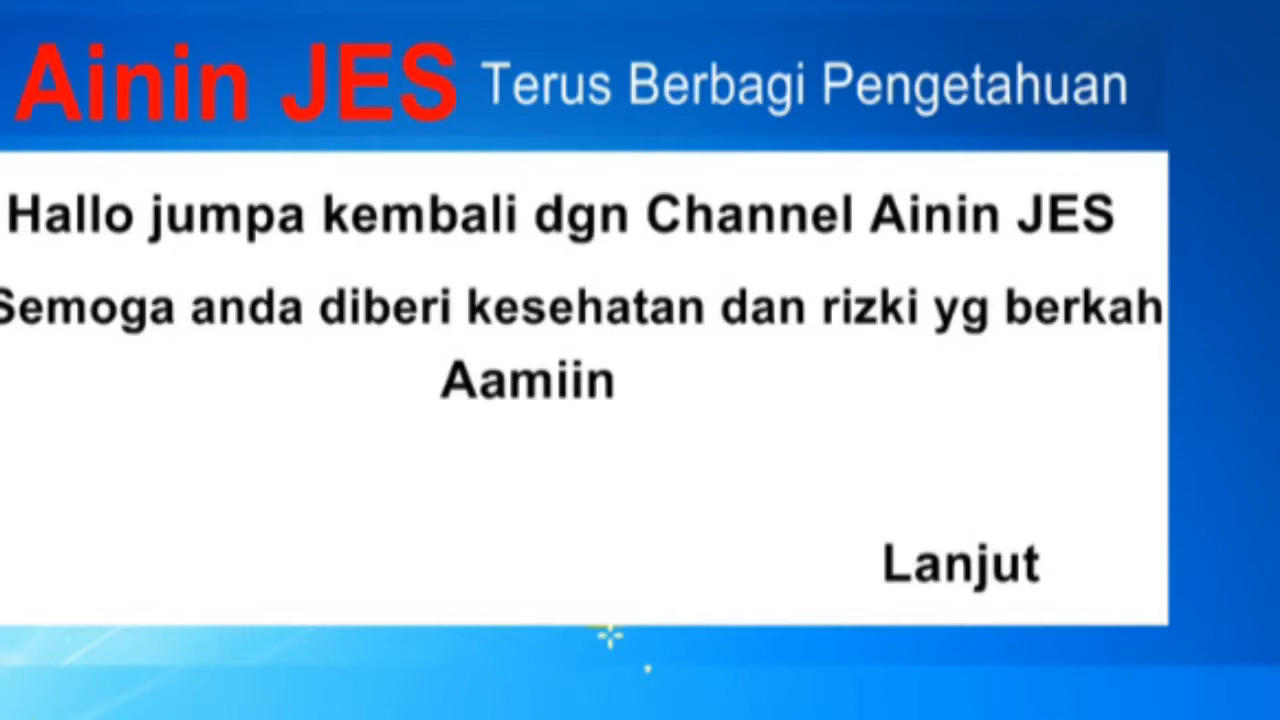 Ainin JES Terus Berbagi Pengetahuan
Hallo jumpa kembali dgn Channel Ainin JES
Semoga anda diberi kesehatan dan rizki yg berkah
Aamiin
Lanjut